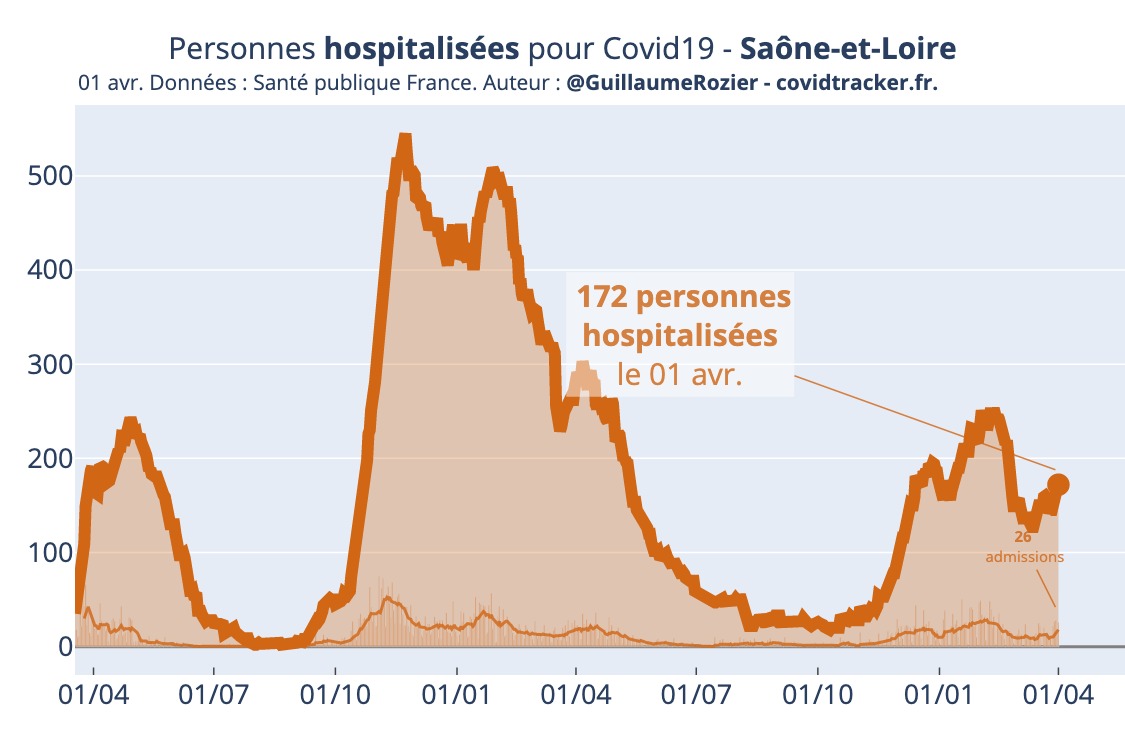 Personnes hospitalisées pour Covid19 - Saône-et-Loire
01 avr. Données : Santé publique France. Auteur : @GuillaumeRozier - covidtracker.fr.
500
400
300
200
100
0
172 personnes
hospitalisées
le 01 avr.
26
admissions
01/04 01/07 01/10 01/01 01/04 01/07 01/10 01/01 01/04